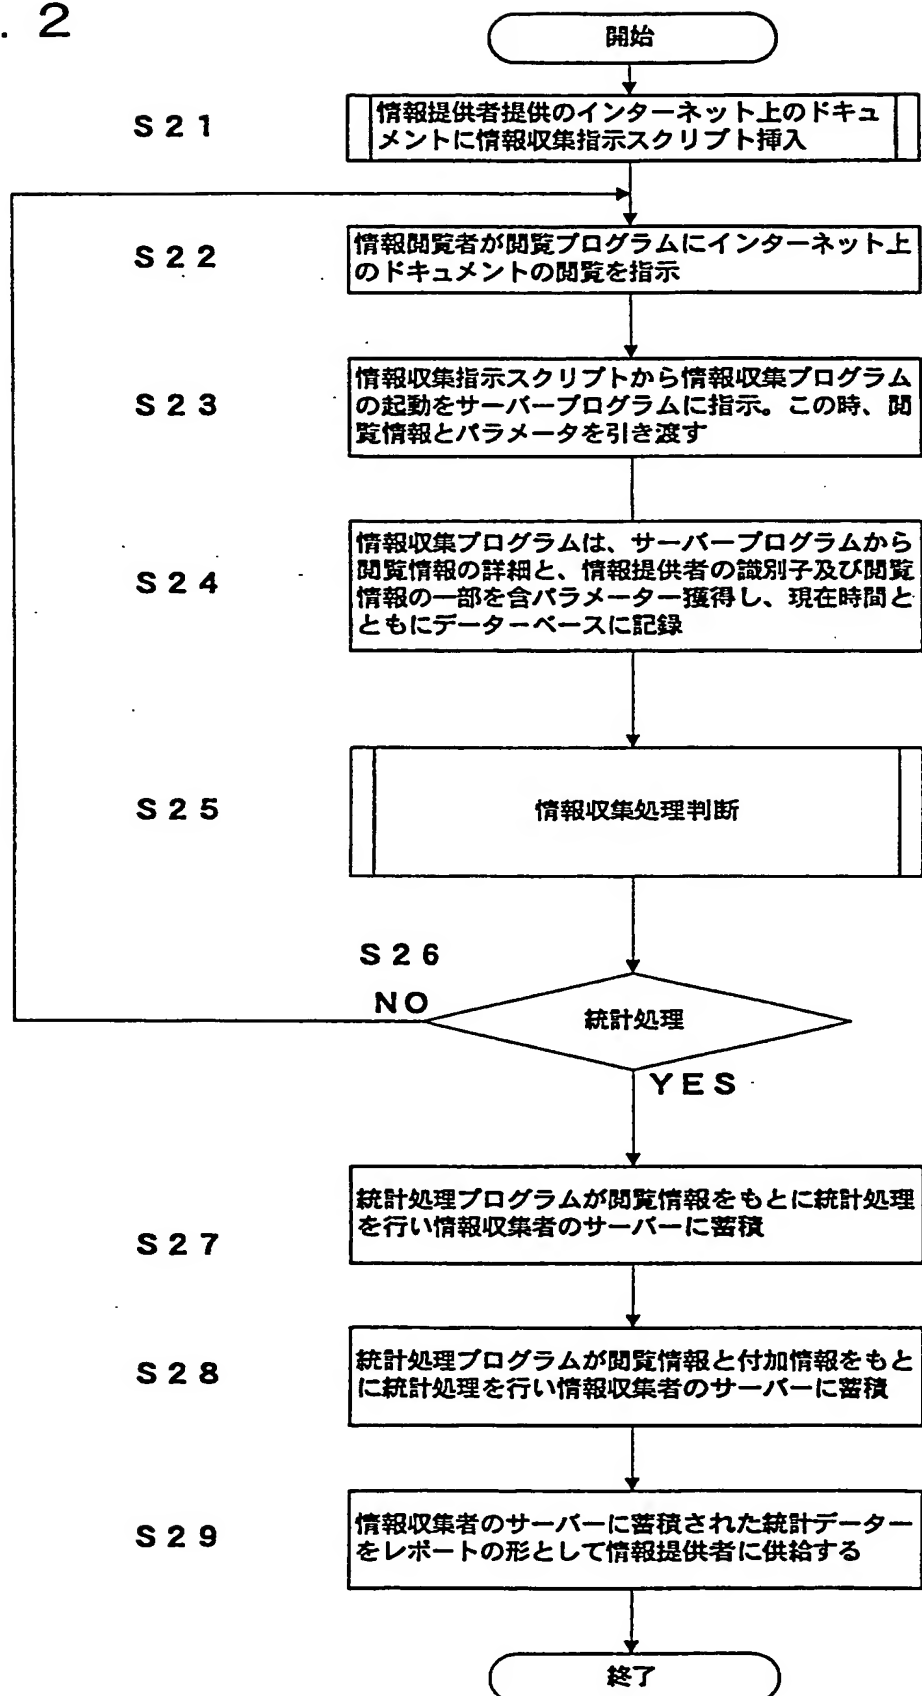 . 2
開始
S21
情報提供者提供のインターネット上のドキュ
メントに情報収集指示スクリプト挿入
S22
情報閲覧者が閲覧プログラムにインターネット上
のドキュメントの閲覧を指示
S23
情報収集指示スクリプトから情報収集プログラム
の起動をサーバープログラムに指示。この時、閲
覧情報とパラメータを引き渡す
S24
情報収集プログラムは、サーバープログラムから
閲覧情報の詳細と、情報提供者の識別子及び閲覧
情報の一部を含パラメーター獲得し、現在時間と
ともにデーターベースに記録
S25
情報収集処理判断
S26
NO
統計処理
YES
S27
統計処理プログラムが閲覧情報をもとに統計処理
を行い情報収集者のサーバーに蓄積
S28
統計処理プログラムが閲覧情報と付加情報をもと
に統計処理を行い情報収集者のサーバーに蓄積
S29
情報収集者のサーバーに蓄積された統計データー
をレポートの形として情報提供者に供給する
終了